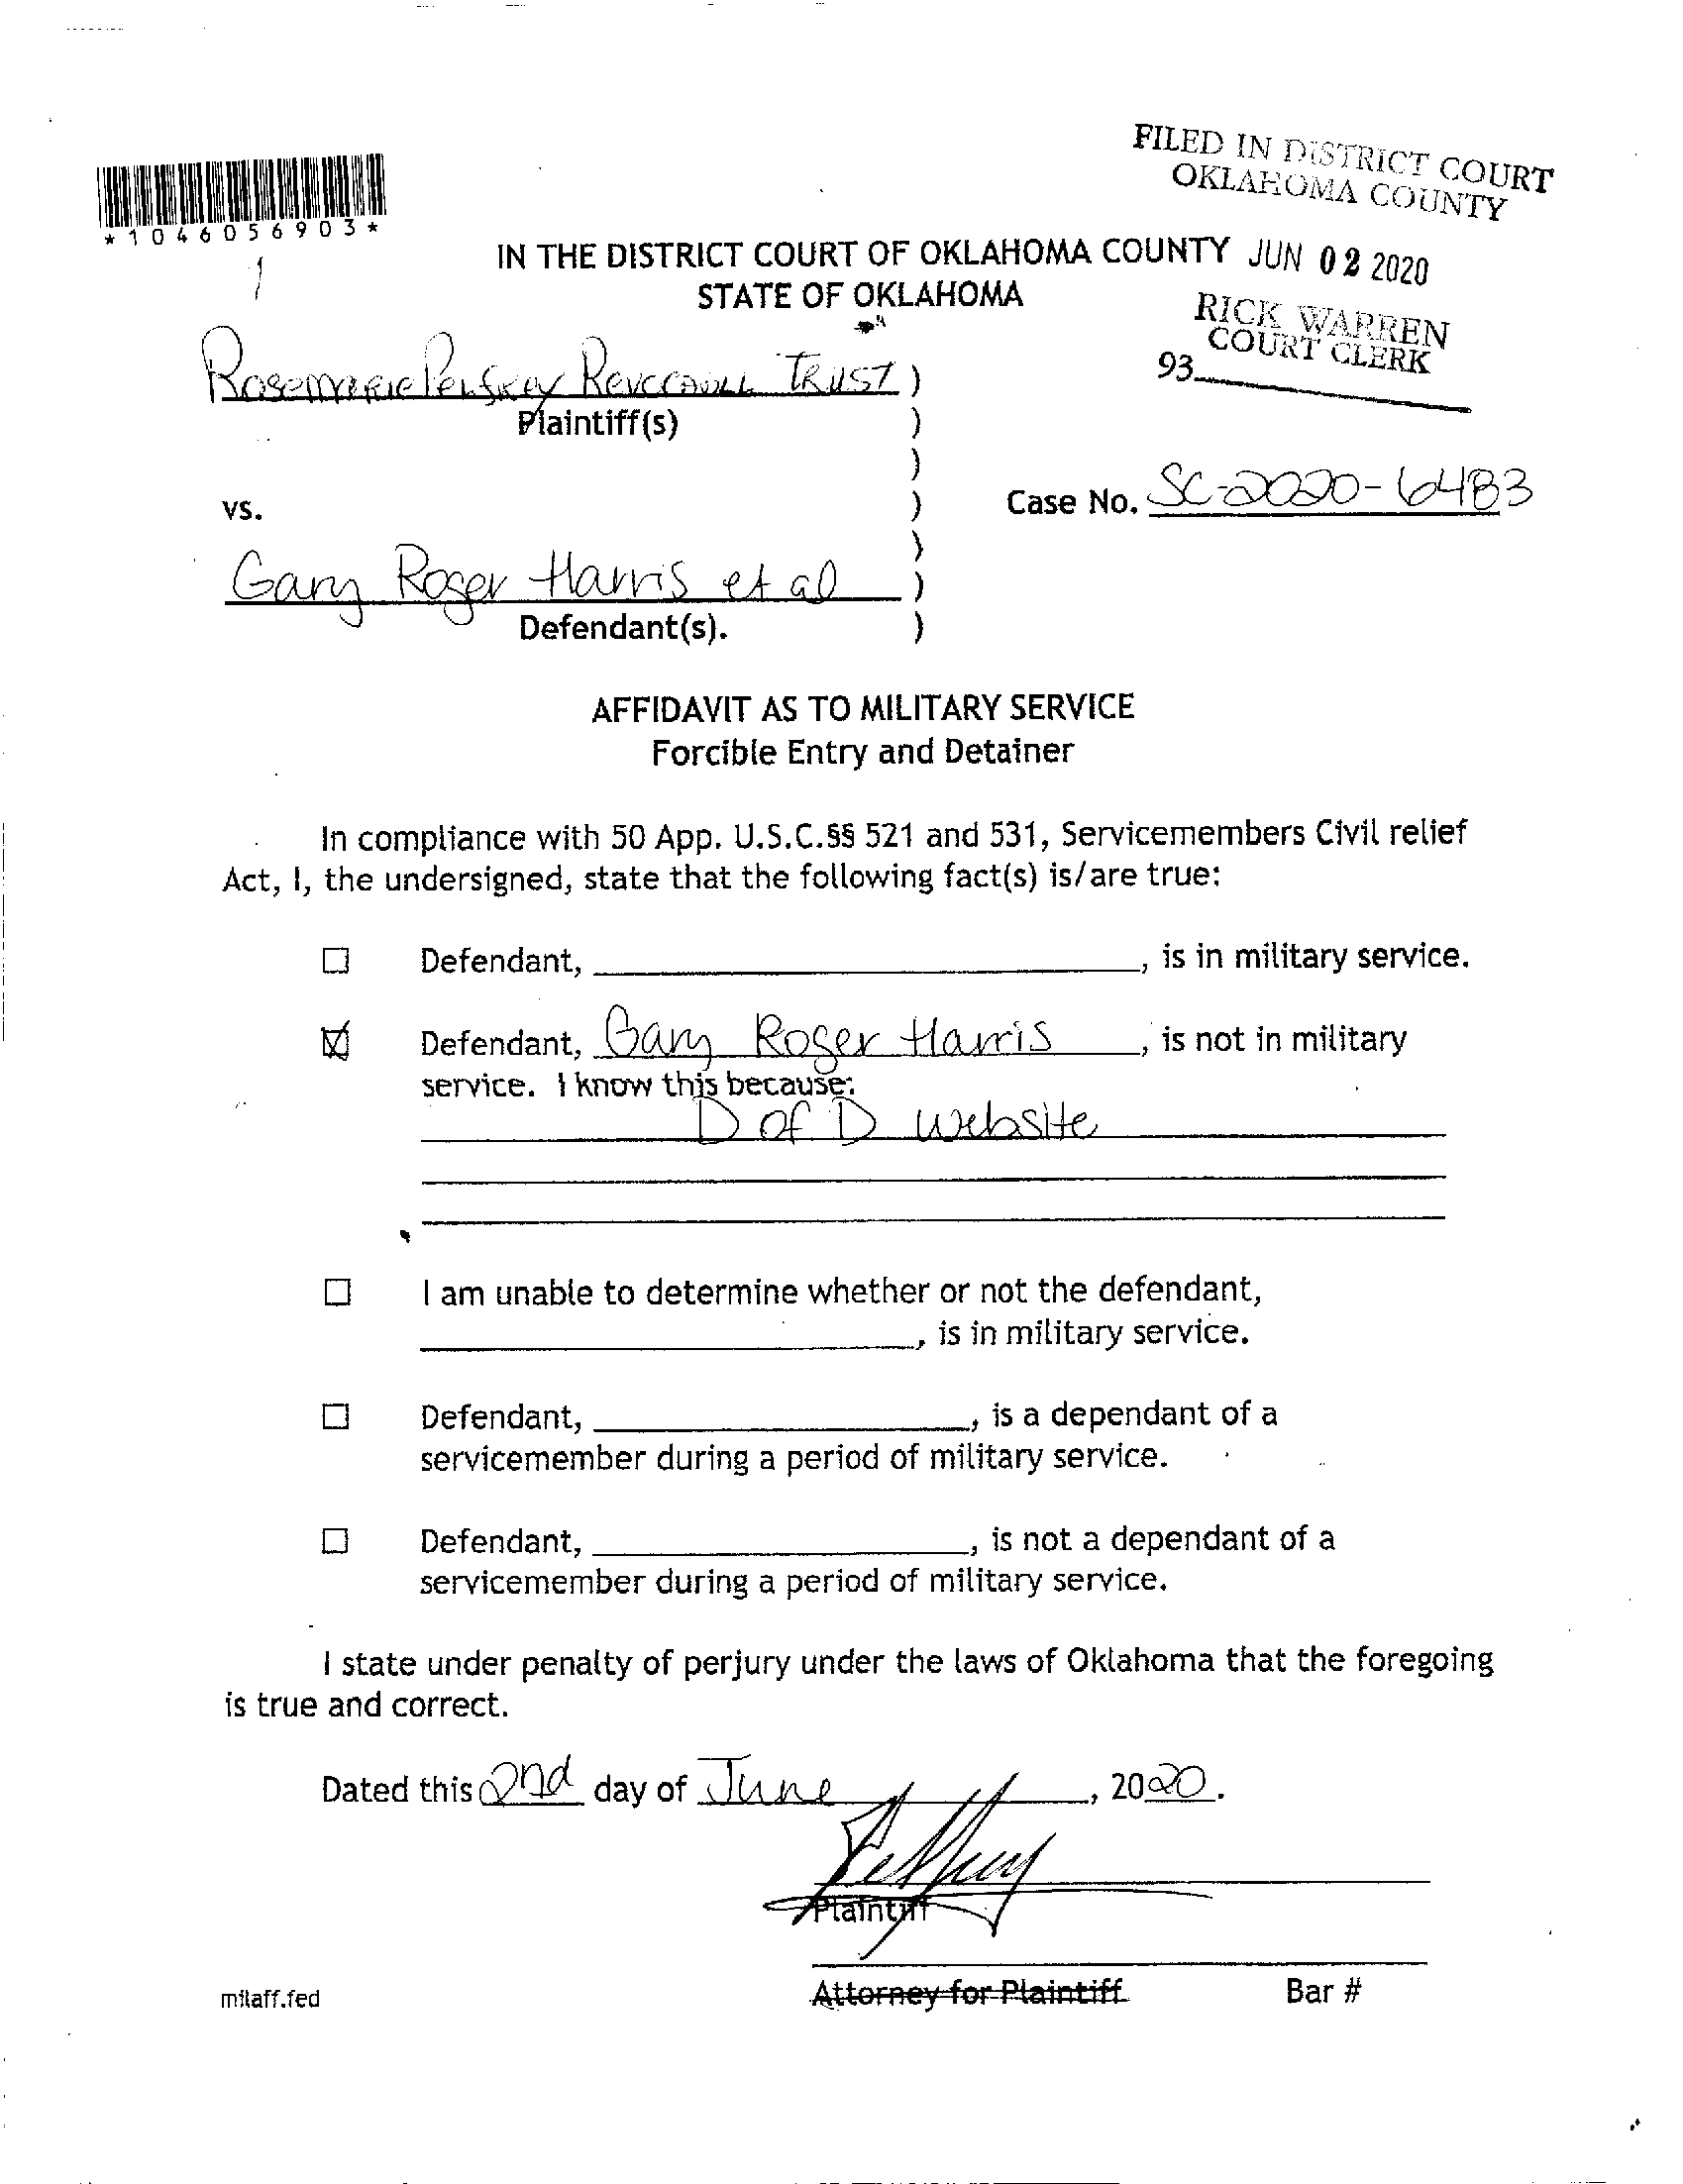 FILED IN DISTRICT COURT
OKLAHOMA COUNTY
*1046056903*
1
IN THE DISTRICT COURT OF OKLAHOMA COUNTY JUN 02 2020
STATE OF OKLAHOMA
RICK WARREN
COURT CLERK
93
Rosemarie TRUST )
Plaintiff(s) )
)
vs. ) Case No. SC-2020-6483
)
Gary Roger Harris et al )
Defendant(s). )
AFFIDAVIT AS TO MILITARY SERVICE
Forcible Entry and Detainer
In compliance with 50 App. U.S.C.§§ 521 and 531, Servicemembers Civil relief
Act, I, the undersigned, state that the following fact(s) is/are true:
☐ Defendant, , is in military service.
☒ Defendant, Gary Roger Harris, is not in military
service. I know this because:
D of D website
☐ I am unable to determine whether or not the defendant,
, is in military service.
☐ Defendant, , is a dependant of a
servicemember during a period of military service.
☐ Defendant, , is not a dependant of a
servicemember during a period of military service.
I state under penalty of perjury under the laws of Oklahoma that the foregoing
is true and correct.
Dated this 2nd day of June, 2020.
Plaintiff
Attorney for Plaintiff Bar #
milaff.fed